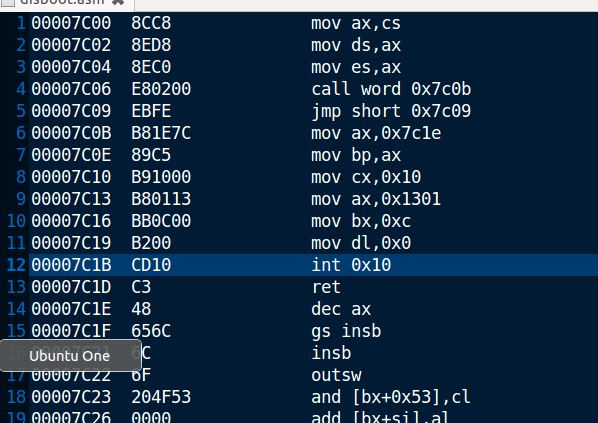 disboot.asm
1 00007C00 8CC8 mov ax,cs
2 00007C02 8ED8 mov ds,ax
3 00007C04 8EC0 mov es,ax
4 00007C06 E80200 call word 0x7c0b
5 00007C09 EBFE jmp short 0x7c09
6 00007C0B B81E7C mov ax,0x7c1e
7 00007C0E 89C5 mov bp,ax
8 00007C10 B91000 mov cx,0x10
9 00007C13 B80113 mov ax,0x1301
10 00007C16 BB0C00 mov bx,0xc
11 00007C19 B200 mov dl,0x0
12 00007C1B CD10 int 0x10
13 00007C1D C3 ret
14 00007C1E 48 dec ax
15 00007C1F 656C gs insb
16 00007C21 6C insb
Ubuntu One
17 00007C22 6F outsw
18 00007C23 204F53 and [bx+0x53],cl
19 00007C26 0000 add [bx+si],al